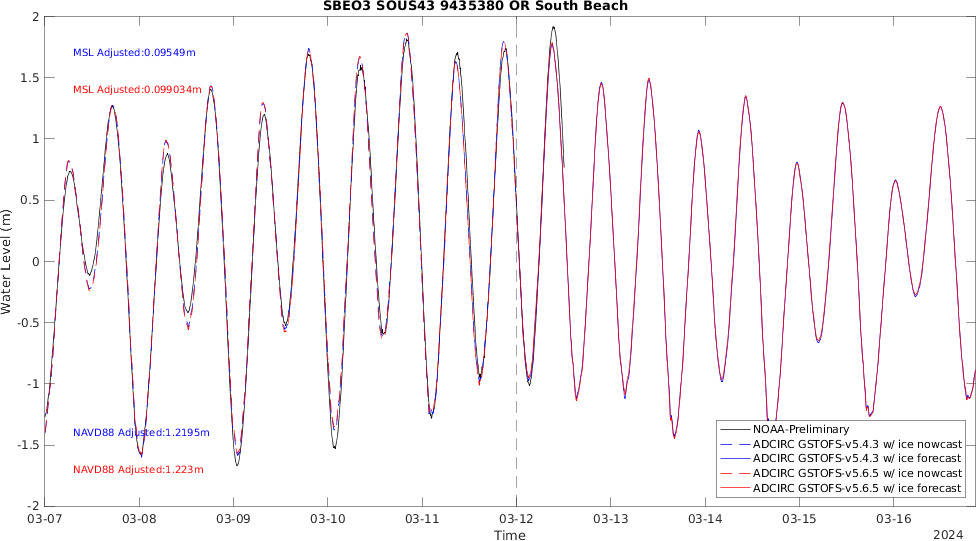 SBEO3 SOUS43 9435380 OR South Beach
2
1.5
1
0.5
0
-0.5
-1
-1.5
-2
Water Level (m)
MSL Adjusted:0.09549m
MSL Adjusted:0.099034m
NAVD88 Adjusted:1.2195m
NAVD88 Adjusted:1.223m
NOAA-Preliminary
ADCIRC GSTOFS-v5.4.3 w/ ice nowcast
ADCIRC GSTOFS-v5.4.3 w/ ice forecast
ADCIRC GSTOFS-v5.6.5 w/ ice nowcast
ADCIRC GSTOFS-v5.6.5 w/ ice forecast
03-07 03-08 03-09 03-10 03-11 03-12 03-13 03-14 03-15 03-16
Time
2024